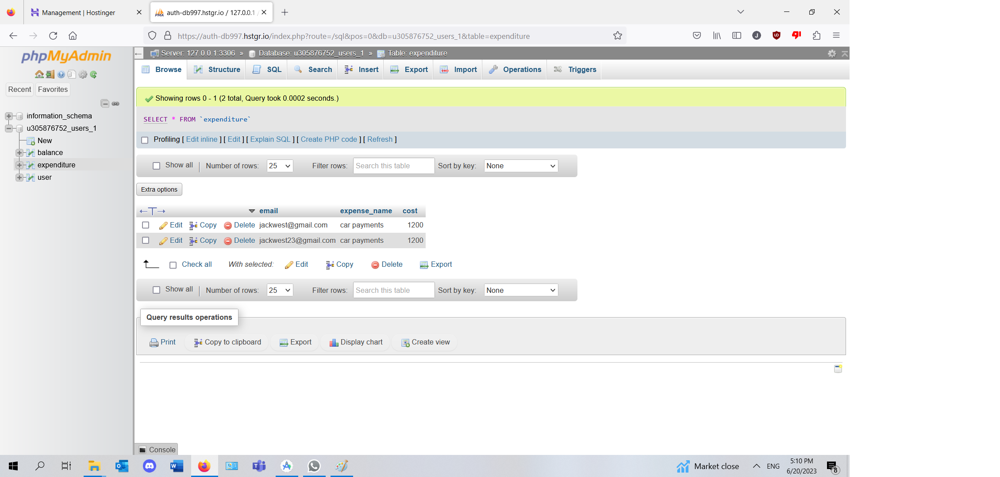 Management | Hostinger
auth-db997.hstgr.io / 127.0.0.1 /
https://auth-db997.hstgr.io/index.php?route=/sql&pos=0&db=u305876752_users_1&table=expenditure
phpMyAdmin
Recent Favorites
information_schema
u305876752_users_1
New
balance
expenditure
user
Server: 127.0.0.1:3306 » Database: u305876752_users_1 » Table: expenditure
Browse Structure SQL Search Insert Export Import Operations Triggers
Showing rows 0 - 1 (2 total, Query took 0.0002 seconds.)
SELECT * FROM `expenditure`
Profiling [ Edit inline ] [ Edit ] [ Explain SQL ] [ Create PHP code ] [ Refresh ]
Show all | Number of rows: 25 Filter rows: Search this table Sort by key: None
Extra options
←T→ email expense_name cost
Edit Copy Delete jackwest@gmail.com car payments 1200
Edit Copy Delete jackwest23@gmail.com car payments 1200
Check all With selected: Edit Copy Delete Export
Show all | Number of rows: 25 Filter rows: Search this table Sort by key: None
Query results operations
Print Copy to clipboard Export Display chart Create view
Console
Market close ENG 5:10 PM
6/20/2023 8